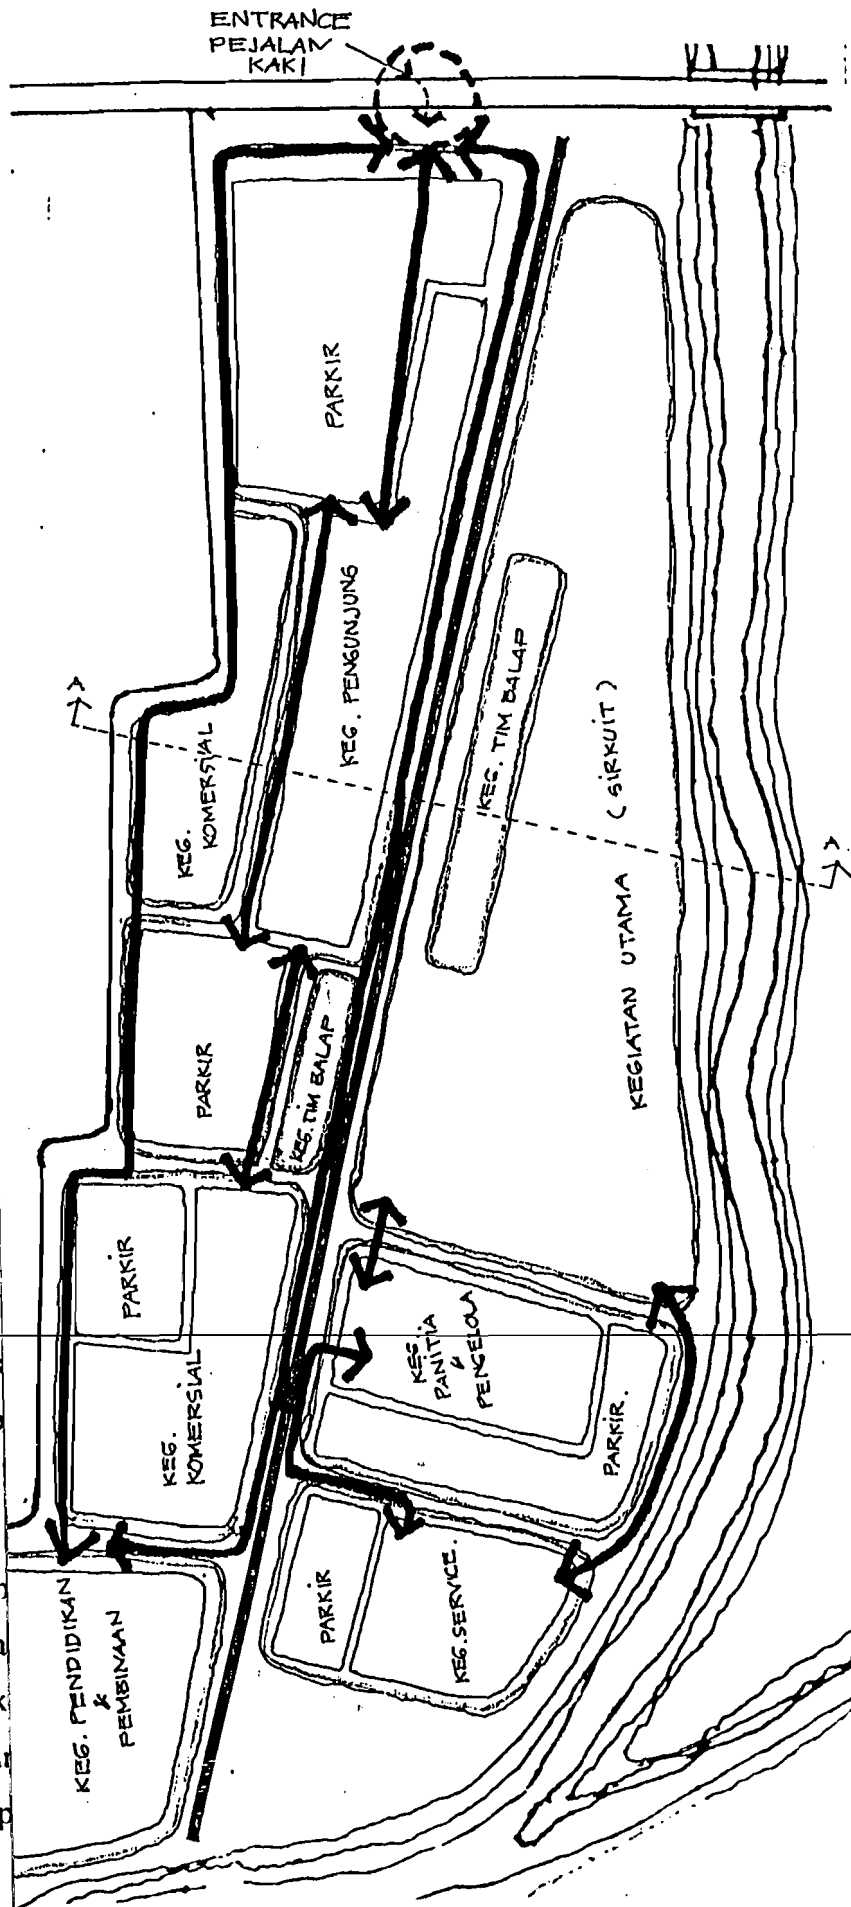 ENTRANCE
PEJALAN
KAKI
PARKIR
KEG. PENGUNJUNG
KEG. TIM BALAP
( SIRKUIT )
KEGIATAN UTAMA
KEG.
KOMERSIAL
PARKIR
KEG. TIM BALAP
PARKIR
KEG.
KOMERSIAL
KEG.
PANITIA
&
PENGELOLA
PARKIR.
PARKIR
KEG. SERVICE.
KEG. PENDIDIKAN
&
PEMBINAAN